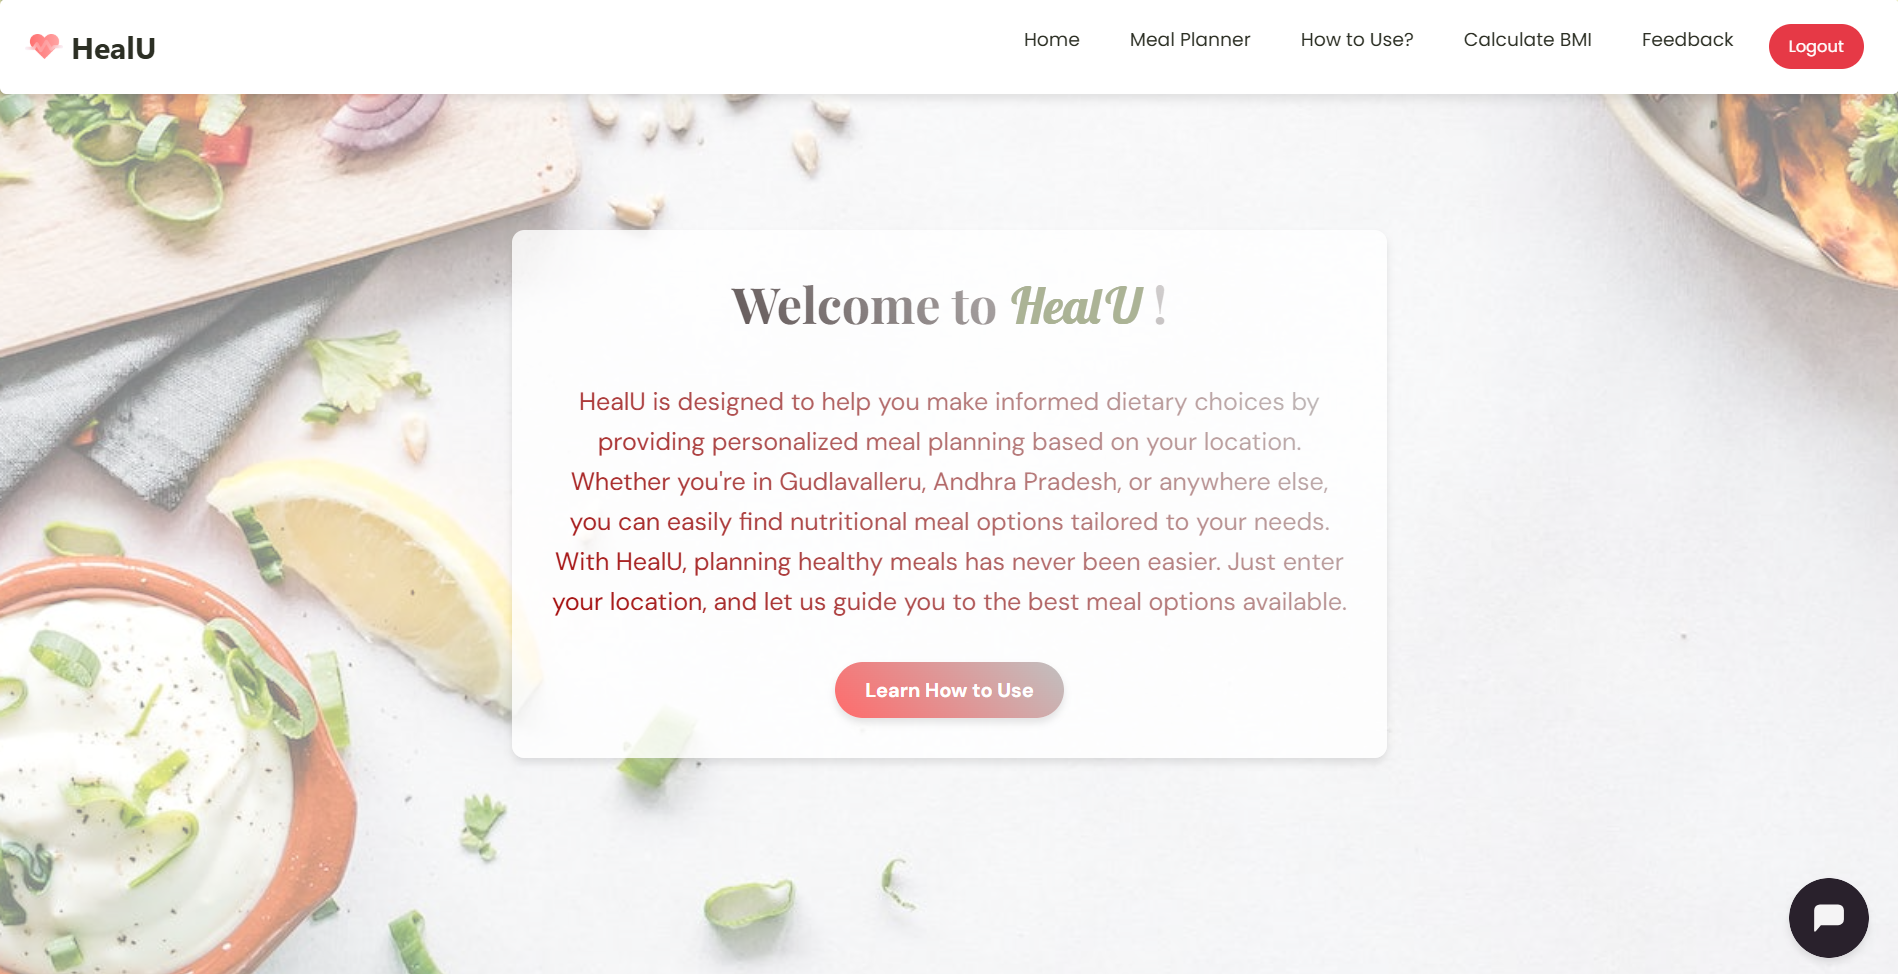 HealU
Home
Meal Planner
How to Use?
Calculate BMI
Feedback
Logout
Welcome to HealU !
HealU is designed to help you make informed dietary choices by
providing personalized meal planning based on your location.
Whether you're in Gudlavalleru, Andhra Pradesh, or anywhere else,
you can easily find nutritional meal options tailored to your needs.
With HealU, planning healthy meals has never been easier. Just enter
your location, and let us guide you to the best meal options available.
Learn How to Use